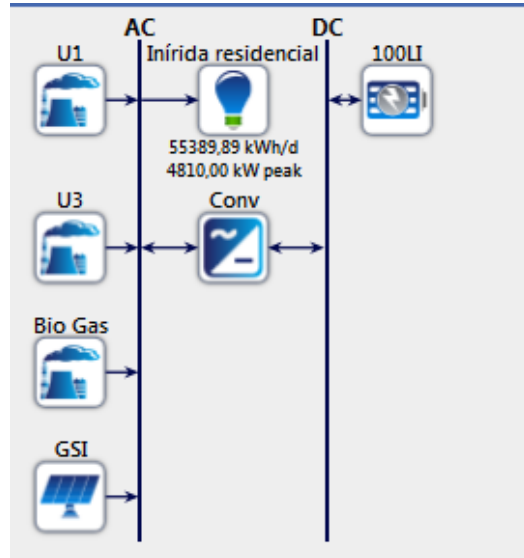 AC
DC
U1
Inírida residencial
100LI
55389,89 kWh/d
4810,00 kW peak
U3
Conv
Bio Gas
GSI